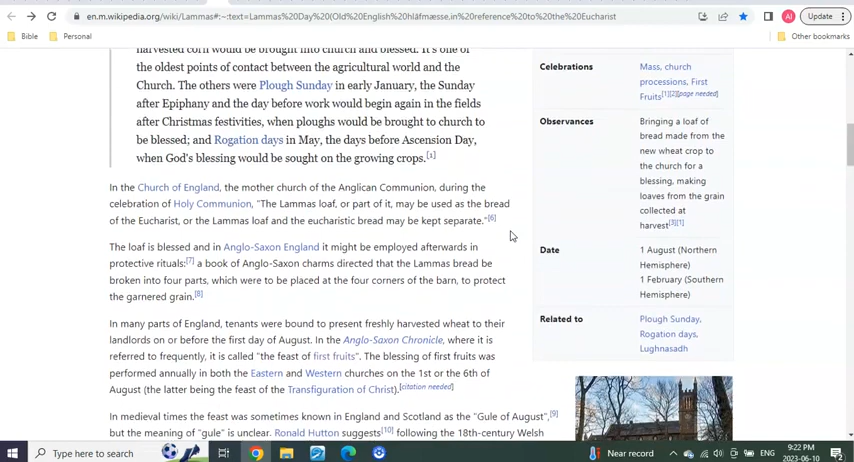 en.m.wikipedia.org/wiki/Lammas#:~:text=Lammas%20Day%20(Old%20English%20hlāfmæsse,in%20reference%20to%20the%20Eucharist
AI
Update
Bible
Personal
Other bookmarks
harvested corn would be brought into church and blessed. It's one of
the oldest points of contact between the agricultural world and the
Church. The others were Plough Sunday in early January, the Sunday
after Epiphany and the day before work would begin again in the fields
after Christmas festivities, when ploughs would be brought to church to
be blessed; and Rogation days in May, the days before Ascension Day,
when God's blessing would be sought on the growing crops.[1]
In the Church of England, the mother church of the Anglican Communion, during the
celebration of Holy Communion, "The Lammas loaf, or part of it, may be used as the bread
of the Eucharist, or the Lammas loaf and the eucharistic bread may be kept separate."[6]
The loaf is blessed and in Anglo-Saxon England it might be employed afterwards in
protective rituals:[7] a book of Anglo-Saxon charms directed that the Lammas bread be
broken into four parts, which were to be placed at the four corners of the barn, to protect
the garnered grain.[8]
In many parts of England, tenants were bound to present freshly harvested wheat to their
landlords on or before the first day of August. In the Anglo-Saxon Chronicle, where it is
referred to frequently, it is called "the feast of first fruits". The blessing of first fruits was
performed annually in both the Eastern and Western churches on the 1st or the 6th of
August (the latter being the feast of the Transfiguration of Christ).[citation needed]
In medieval times the feast was sometimes known in England and Scotland as the "Gule of August",[9]
but the meaning of "gule" is unclear. Ronald Hutton suggests[10] following the 18th-century Welsh
Celebrations
Mass, church
processions, First
Fruits[1][2][page needed]
Observances
Bringing a loaf of
bread made from the
new wheat crop to
the church for a
blessing, making
loaves from the grain
collected at
harvest[3][1]
Date
1 August (Northern
Hemisphere)
1 February (Southern
Hemisphere)
Related to
Plough Sunday,
Rogation days,
Lughnasadh
Type here to search
Near record
ENG
9:22 PM
2023-06-10
2